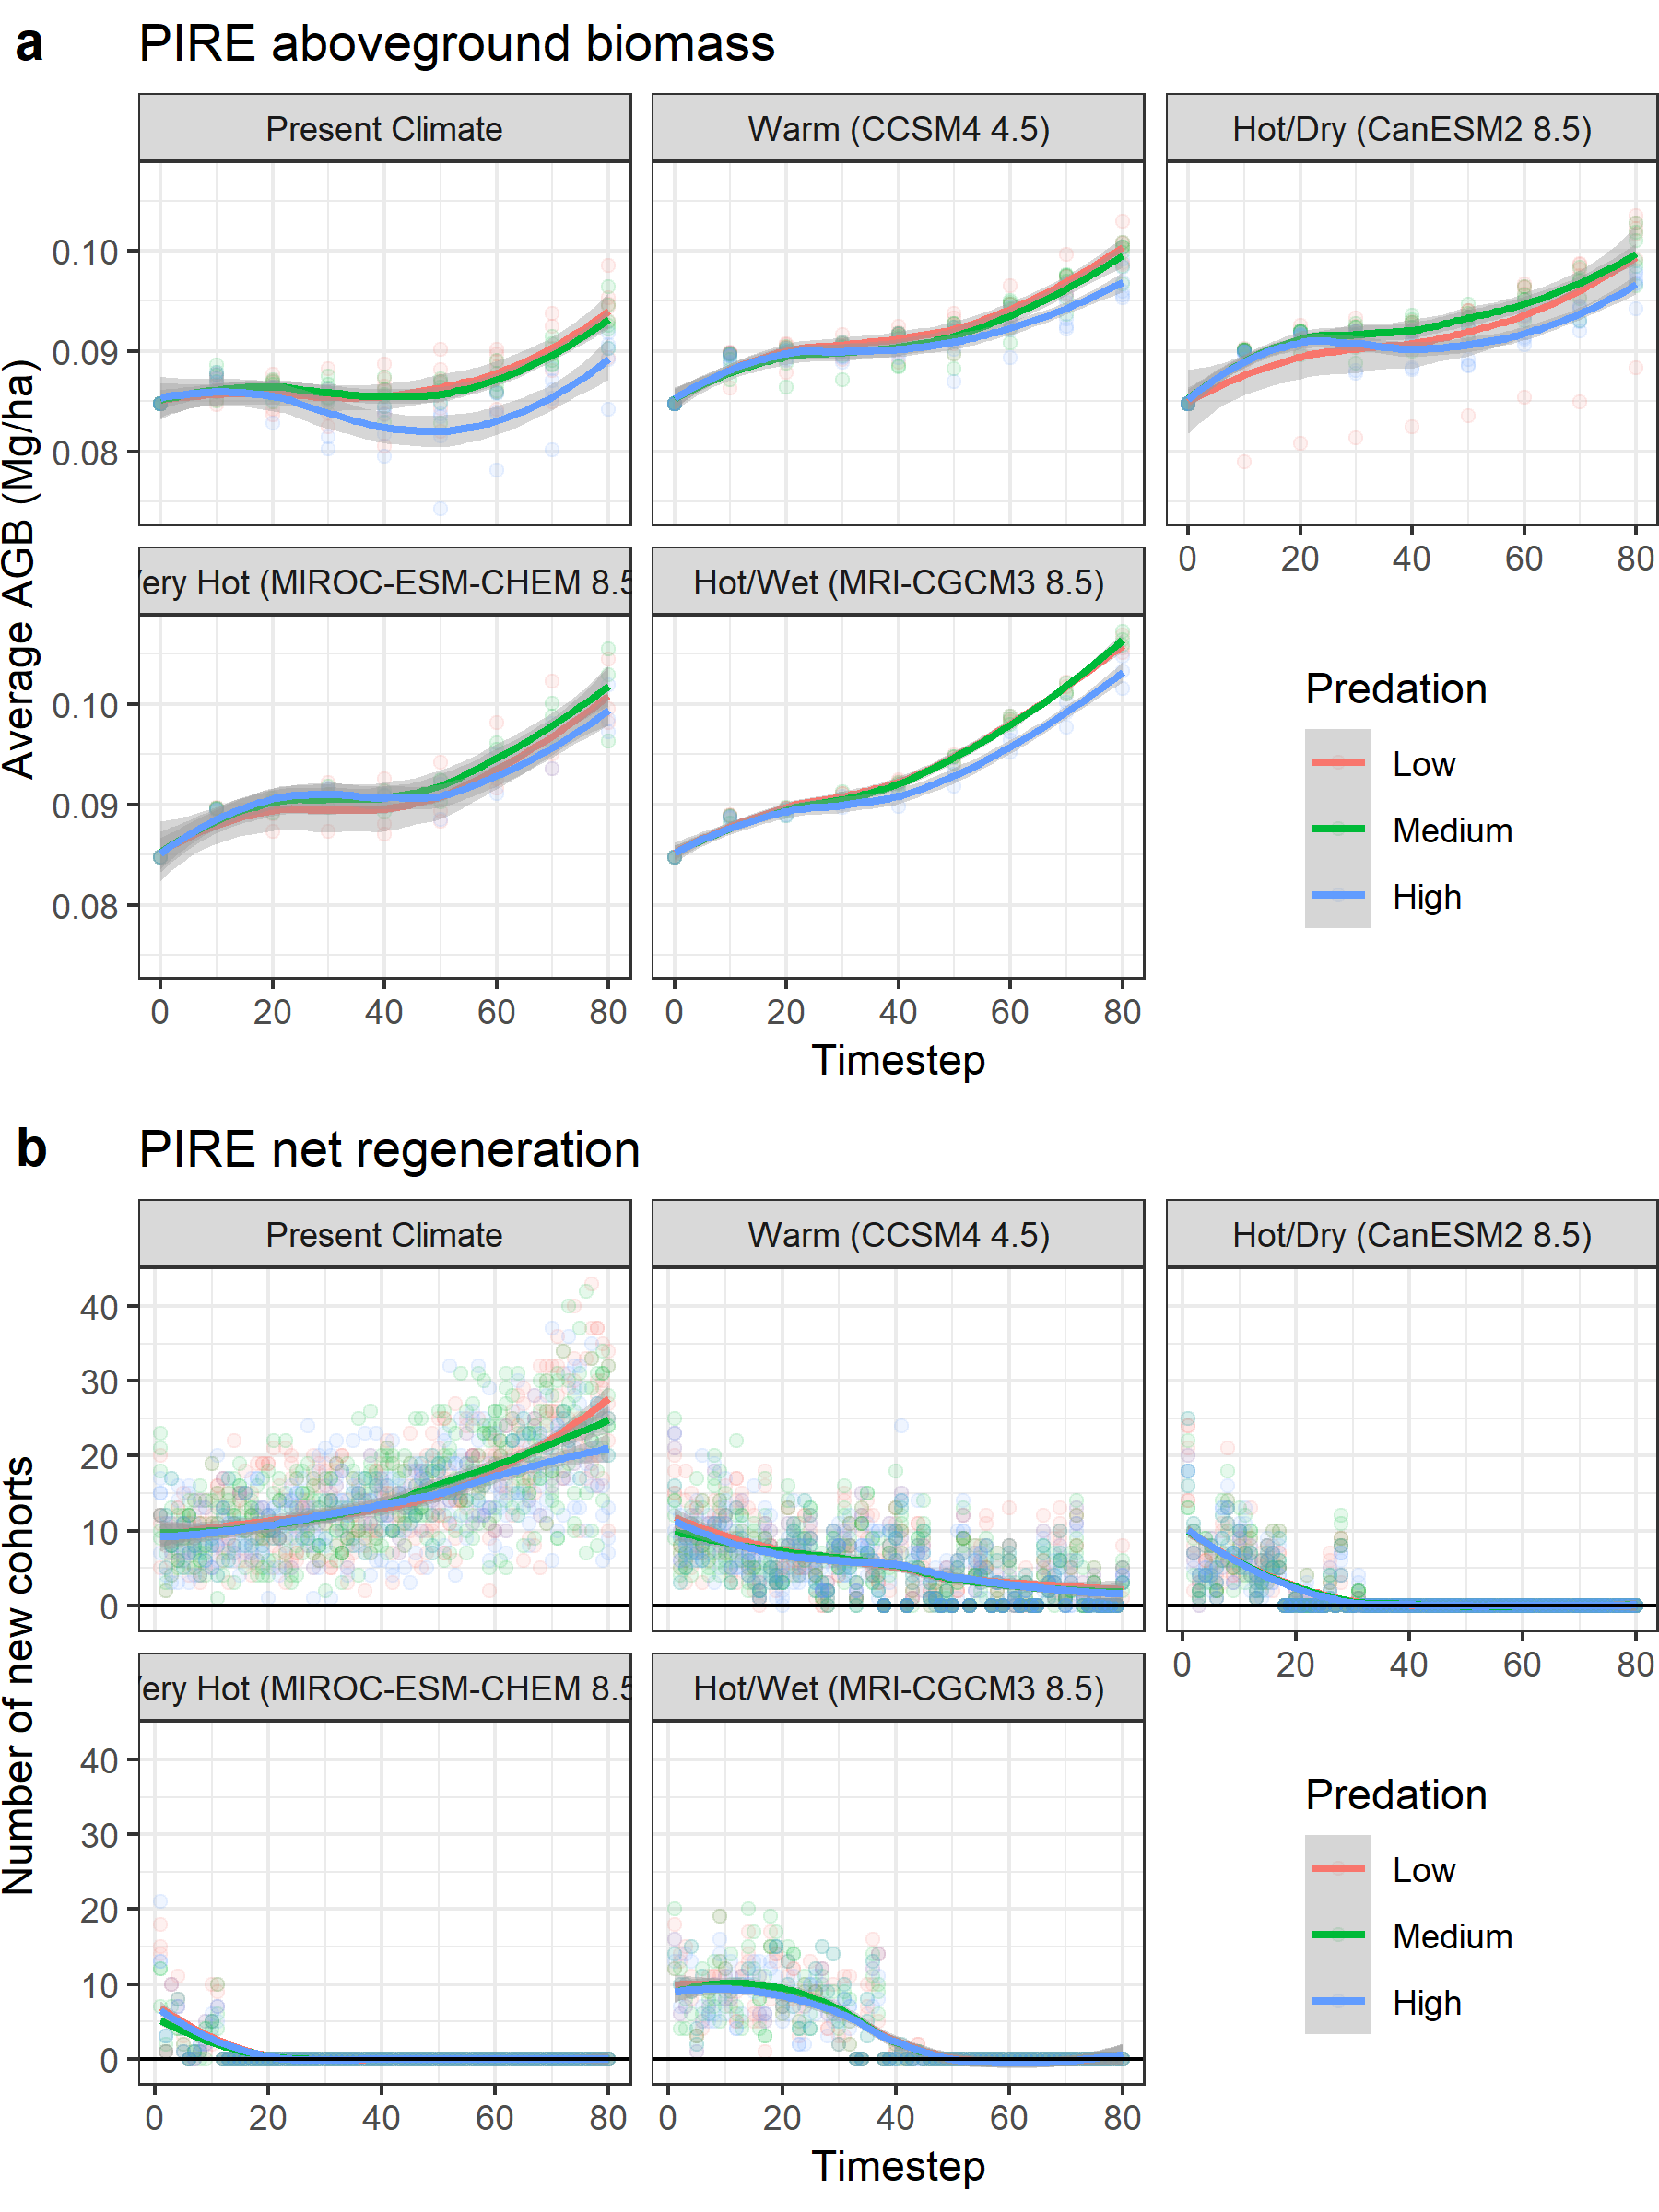 a PIRE aboveground biomass
Present Climate
Warm (CCSM4 4.5)
Hot/Dry (CanESM2 8.5)
0.10
0.09
0.08
0 20 40 60 80
Average AGB (Mg/ha)
ery Hot (MIROC-ESM-CHEM 8.5
Hot/Wet (MRI-CGCM3 8.5)
0.10
0.09
0.08
0 20 40 60 80
0 20 40 60 80
Timestep
Predation
Low
Medium
High
b PIRE net regeneration
Present Climate
Warm (CCSM4 4.5)
Hot/Dry (CanESM2 8.5)
40
30
20
10
0
0 20 40 60 80
Number of new cohorts
ery Hot (MIROC-ESM-CHEM 8.5
Hot/Wet (MRI-CGCM3 8.5)
40
30
20
10
0
0 20 40 60 80
0 20 40 60 80
Timestep
Predation
Low
Medium
High